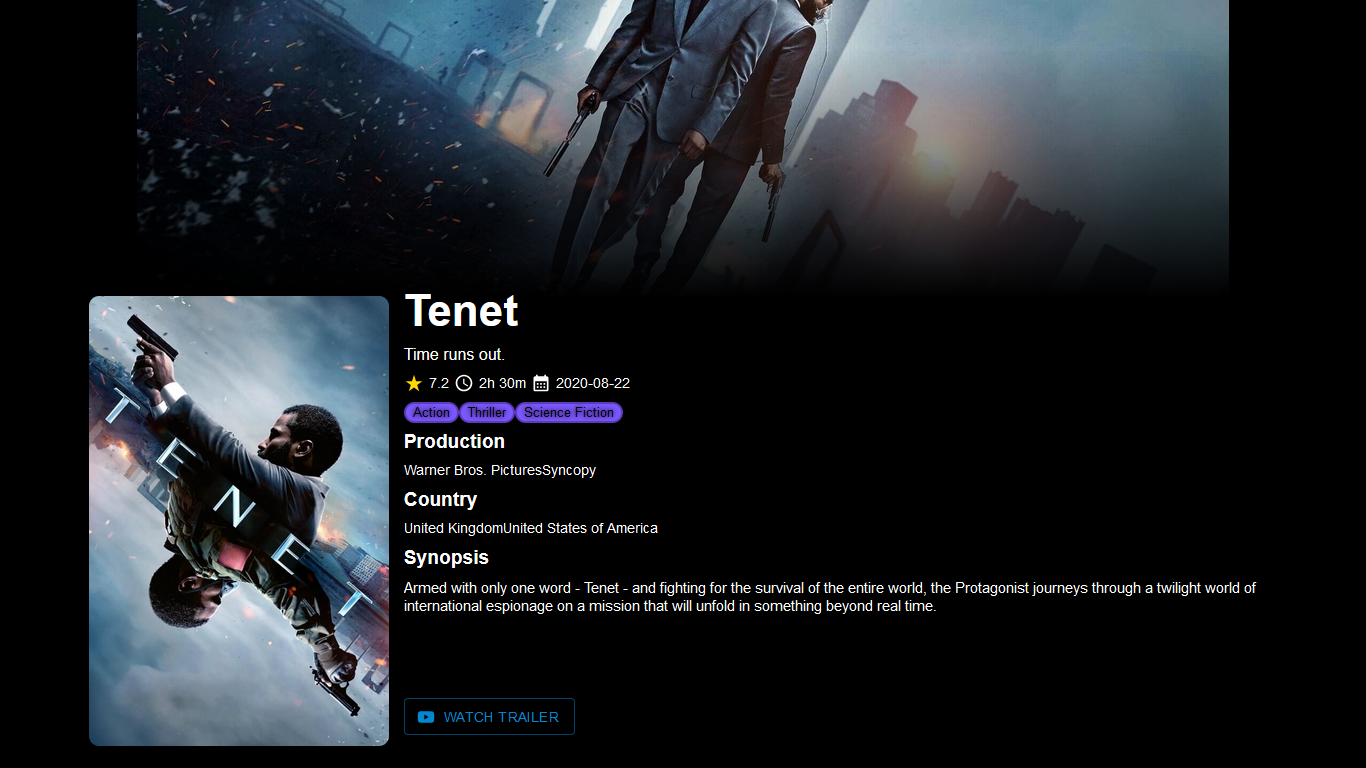 Tenet
Time runs out.
7.2 2h 30m 2020-08-22
Action Thriller Science Fiction
Production
Warner Bros. PicturesSyncopy
Country
United KingdomUnited States of America
Synopsis
Armed with only one word - Tenet - and fighting for the survival of the entire world, the Protagonist journeys through a twilight world of
international espionage on a mission that will unfold in something beyond real time.
WATCH TRAILER
TENET